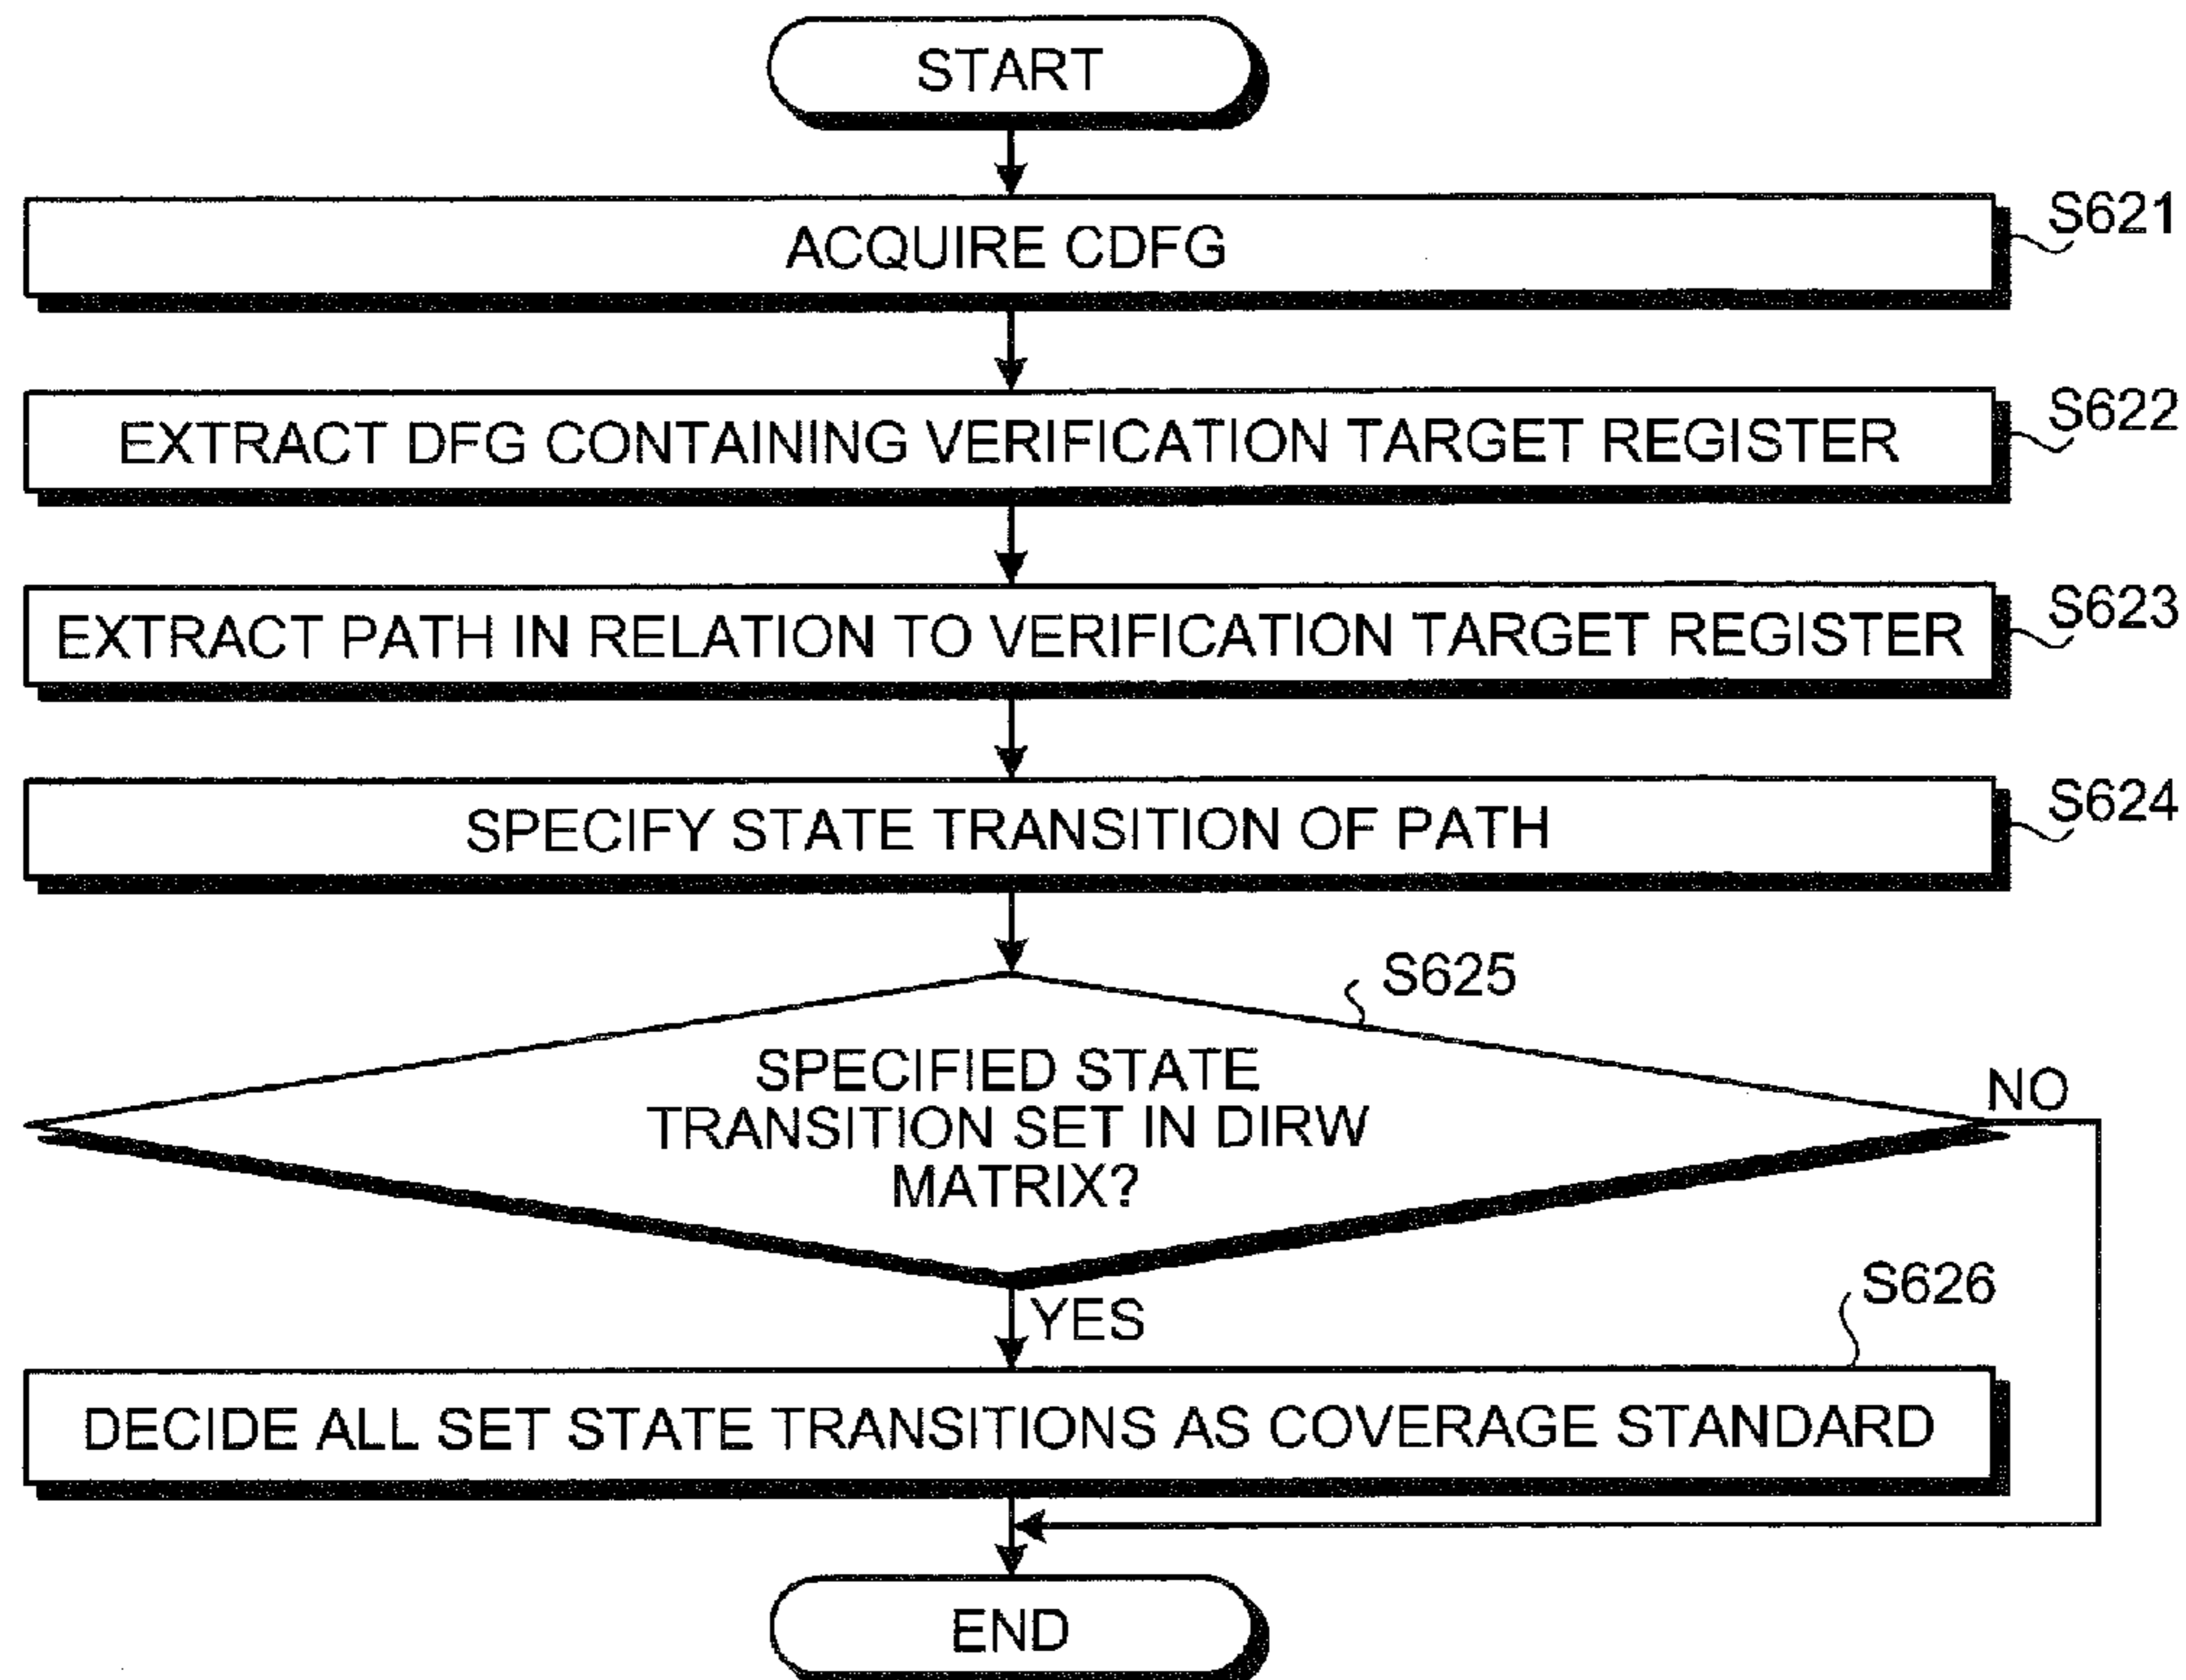 START
ACQUIRE CDFG
S621
EXTRACT DFG CONTAINING VERIFICATION TARGET REGISTER
S622
EXTRACT PATH IN RELATION TO VERIFICATION TARGET REGISTER
S623
SPECIFY STATE TRANSITION OF PATH
S624
S625
SPECIFIED STATE
TRANSITION SET IN DIRW
MATRIX?
NO
YES
S626
DECIDE ALL SET STATE TRANSITIONS AS COVERAGE STANDARD
END